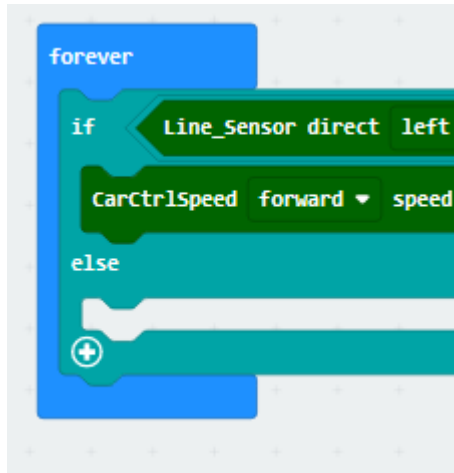 forever
if Line_Sensor direct left
CarCtrlSpeed forward speed
else